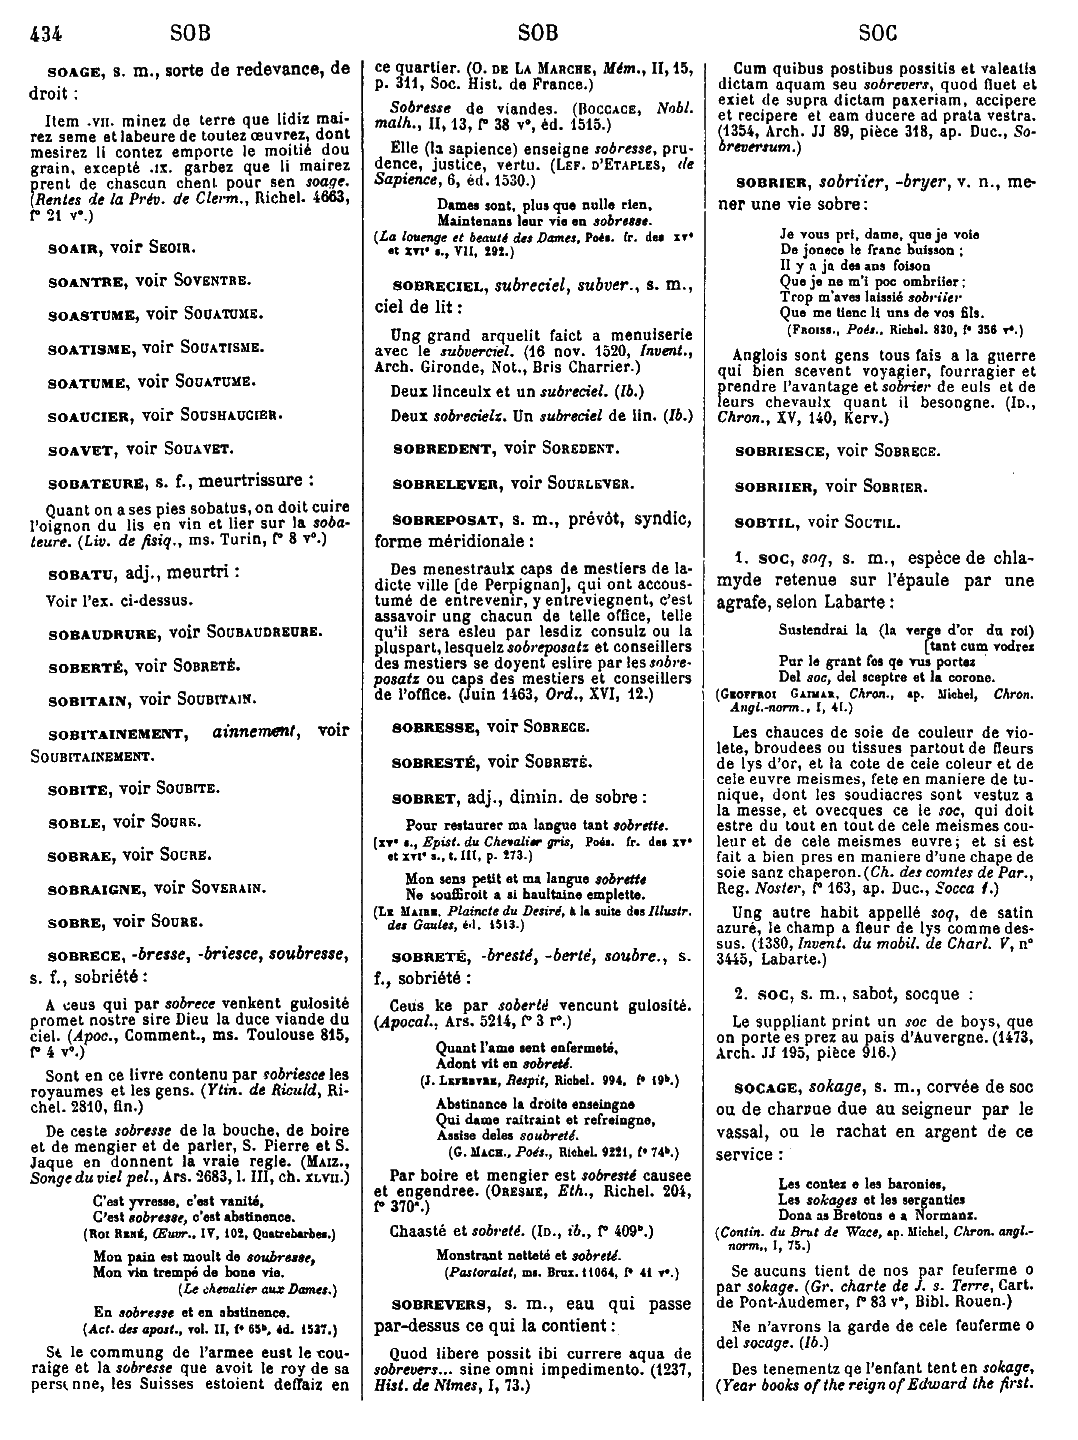 434 SOB SOB SOC
SOAGE, s. m., sorte de redevance, de
droit :
Item .VII. minez de terre que lidiz mai-
rez seme et labeure de toutez œuvrez, dont
mesirez li contez emporte le moitié dou
grain, excepté .IX. garbez que li mairez
prent de chascun chent pour sen soage.
(Rentes de la Prév. de Clerm., Richel. 4663,
f° 21 v°.)
SOAIR, voir SEOIR.
SOANTRE, voir SOVENTRE.
SOASTUME, voir SOUATUME.
SOATISME, voir SOUATISME.
SOATUME, voir SOUATUME.
SOAUCIER, voir SOUSHAUCIER.
SOAVET, voir SOUAVET.
SOBATEURE, s. f., meurtrissure :
Quant on a ses pies sobatus, on doit cuire
l'oignon du lis en vin et lier sur la soba-
teure. (Liv. de fisiq., ms. Turin, f° 8 v°.)
SOBATU, adj., meurtri :
Voir l'ex. ci-dessus.
SOBAUDRURE, voir SOUBAUDREURE.
SOBERTÉ, voir SOBRETÉ.
SOBITAIN, voir SOUBITAIN.
SOBITAINEMENT, ainnement, voir
SOUBITAINEMENT.
SOBITE, voir SOUBITE.
SOBLE, voir SOURE.
SOBRAE, voir SOURE.
SOBRAIGNE, voir SOVERAIN.
SOBRE, voir SOURE.
SOBRECE, -bresse, -briesce, soubresse,
s. f., sobriété :
A ceus qui par sobrece venkent gulosité
promet nostre sire Dieu la duce viande du
ciel. (Apoc., Comment., ms. Toulouse 815,
f° 4 v°.)
Sont en ce livre contenu par sobriesce les
royaumes et les gens. (Ytin. de Riculd, Ri-
chel. 2810, fin.)
De ceste sobresse de la bouche, de boire
et de mengier et de parler, S. Pierre et S.
Jaque en donnent la vraie regle. (MAIZ.,
Songe du viel pel., Ars. 2683, l. III, ch. XLVII.)
C'est yvresse, c'est vanité,
C'est sobresse, c'est abstinence.
(ROI RENÉ, Œuvr., IV, 102, Quatrebarbes.)
Mon pain est moult de soubresse,
Mon vin trempé de bone vie.
(Le chevalier aux Dames.)
En sobresse et en abstinence.
(Act. des apost., vol. II, f° 65ᵇ, éd. 1537.)
Se le commung de l'armee eust le cou-
raige et la sobresse que avoit le roy de sa
personne, les Suisses estoient deffaiz en
ce quartier. (O. DE LA MARCHE, Mém., II, 15,
p. 311, Soc. Hist. de France.)
Sobresse de viandes. (BOCCACE, Nobl.
malh., II, 13, f° 38 v°, éd. 1515.)
Elle (la sapience) enseigne sobresse, pru-
dence, justice, vertu. (LEF. D'ETAPLES, de
Sapience, 6, éd. 1530.)
Dames sont, plus que nulle rien,
Maintenans leur vie en sobresse.
(La louenge et beauté des Dames, Poés. fr. des XVᵉ
et XVIᵉ s., VII, 292.)
SOBRECIEL, subreciel, subver., s. m.,
ciel de lit :
Ung grand arquelit faict a menuiserie
avec le subverciel. (16 nov. 1520, Invent.,
Arch. Gironde, Not., Bris Charrier.)
Deux linceulx et un subreciel. (Ib.)
Deux sobrecielz. Un subreciel de lin. (Ib.)
SOBREDENT, voir SOREDENT.
SOBRELEVER, voir SOURLEVER.
SOBREPOSAT, s. m., prévôt, syndic,
forme méridionale :
Des menestraulx caps de mestiers de la-
dicte ville [de Perpignan], qui ont accous-
tumé de entrevenir, y entreviegnent, c'est
assavoir ung chacun de telle office, telle
qu'il sera esleu par lesdiz consulz ou la
pluspart, lesquelz sobreposatz et conseillers
des mestiers se doyent eslire par les sobre-
posatz ou caps des mestiers et conseillers
de l'office. (Juin 1463, Ord., XVI, 12.)
SOBRESSE, voir SOBRECE.
SOBRESTÉ, voir SOBRETÉ.
SOBRET, adj., dimin. de sobre :
Pour restaurer ma langue tant sobrette.
(XVᵉ s., Epist. du Chevalier gris, Poés. fr. des XVᵉ
et XVIᵉ s., t. III, p. 273.)
Mon sens petit et ma langue sobrette
Ne souffiroit a si haultaine emplette.
(LE MAIRE, Plaincte du Desiré, à la suite des Illustr.
des Gaules, éd. 1513.)
SOBRETÉ, -bresté, -berté, soubre., s.
f., sobriété :
Ceus ke par soberté vencunt gulosité.
(Apocal., Ars. 5214, f° 3 r°.)
Quant l'ame sent enfermeté,
Adont vit en sobreté.
(J. LEFEBVRE, Respit, Richel. 994, f° 19ᵇ.)
Abstinance la droite enseingne
Qui dame raitraint et refreingne,
Assise deles soubreté.
(G. MACH., Poés., Richel. 9221, f° 74ᵇ.)
Par boire et mengier est sobresté causee
et engendree. (ORESME, Eth., Richel. 204,
f° 370ᵃ.)
Chaasté et sobreté. (ID., ib., f° 409ᵇ.)
Monstrant netteté et sobreté.
(Pastoralet, ms. Brux. 11064, f° 41 v°.)
SOBREVERS, s. m., eau qui passe
par-dessus ce qui la contient :
Quod libere possit ibi currere aqua de
sobrevers... sine omni impedimento. (1237,
Hist. de Nîmes, I, 73.)
Cum quibus postibus possitis et valeatis
dictam aquam seu sobrevers, quod fluet et
exiet de supra dictam paxeriam, accipere
et recipere et eam ducere ad prata vestra.
(1354, Arch. JJ 89, pièce 318, ap. Duc., So-
breversum.)
SOBRIER, sobriier, -bryer, v. n., me-
ner une vie sobre :
Je vous pri, dame, que je voie
De jonece le franc buisson ;
Il y a ja des ans foison
Que je ne m'i poc ombriier ;
Trop m'aves laissié sobriier
Que me tienc li uns de vos fils.
(FROISS., Poés., Richel. 830, f° 356 r°.)
Anglois sont gens tous fais a la guerre
qui bien scevent voyagier, fourragier et
prendre l'avantage et sobrier de euls et de
leurs chevaulx quant il besongne. (ID.,
Chron., XV, 140, Kerv.)
SOBRIESCE, voir SOBRECE.
SOBRIIER, voir SOBRIER.
SOBTIL, voir SOUTIL.
1. SOC, soq, s. m., espèce de chla-
myde retenue sur l'épaule par une
agrafe, selon Labarte :
Sustendrai la (la verge d'or du roi)
[tant cum vodrez
Pur le grant fes qe vus portez
Del soc, del sceptre et la corone.
(GEOFFROI GAIMAR, Chron., ap. Michel, Chron.
Angl.-norm., I, 41.)
Les chauces de soie de couleur de vio-
lete, broudees ou tissues partout de fleurs
de lys d'or, et la cote de cele coleur et de
cele euvre meismes, fete en maniere de tu-
nique, dont les soudiacres sont vestuz a
la messe, et ovecques ce le soc, qui doit
estre du tout en tout de cele meismes cou-
leur et de cele meismes euvre ; et si est
fait a bien pres en maniere d'une chape de
soie sanz chaperon. (Ch. des comtes de Par.,
Reg. Noster, f° 163, ap. Duc., Socca 1.)
Ung autre habit appellé soq, de satin
azuré, le champ a fleur de lys comme des-
sus. (1380, Invent. du mobil. de Charl. V, n°
3445, Labarte.)
2. SOC, s. m., sabot, socque :
Le suppliant print un soc de boys, que
on porte es prez au pais d'Auvergne. (1473,
Arch. JJ 195, pièce 916.)
SOCAGE, sokage, s. m., corvée de soc
ou de charrue due au seigneur par le
vassal, ou le rachat en argent de ce
service :
Les contez e les baronies,
Les sokages et les serganties
Dona as Bretons e a Normanz.
(Contin. du Brut de Wace, ap. Michel, Chron. angl.-
norm., I, 75.)
Se aucuns tient de nos par feuferme o
par sokage. (Gr. charte de J. s. Terre, Cart.
de Pont-Audemer, f° 83 v°, Bibl. Rouen.)
Ne n'avrons la garde de cele feuferme o
del socage. (Ib.)
Des tenementz qe l'enfant tent en sokage,
(Year books of the reign of Edward the first.